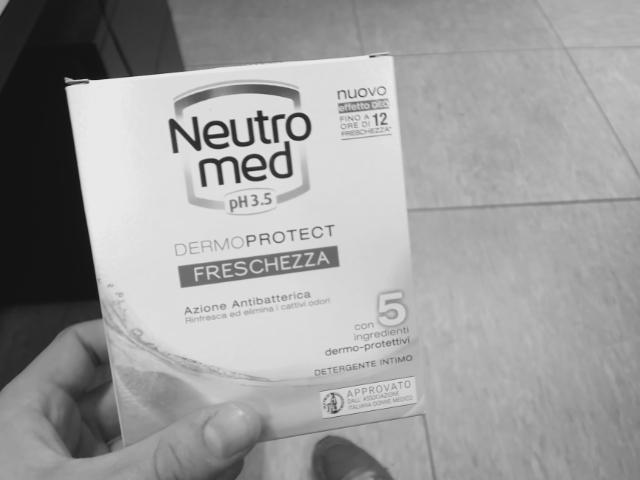 NUOVO
effetto DEO
FINO A
ORE DI 12
FRESCHEZZA*
Neutro
med
pH 3.5
DERMOPROTECT
FRESCHEZZA
Azione Antibatterica
Rinfresca ed elimina i cattivi odori
con 5
ingredienti
dermo-protettivi
DETERGENTE INTIMO
APPROVATO
DALL' ASSOCIAZIONE
ITALIANA DONNE MEDICO